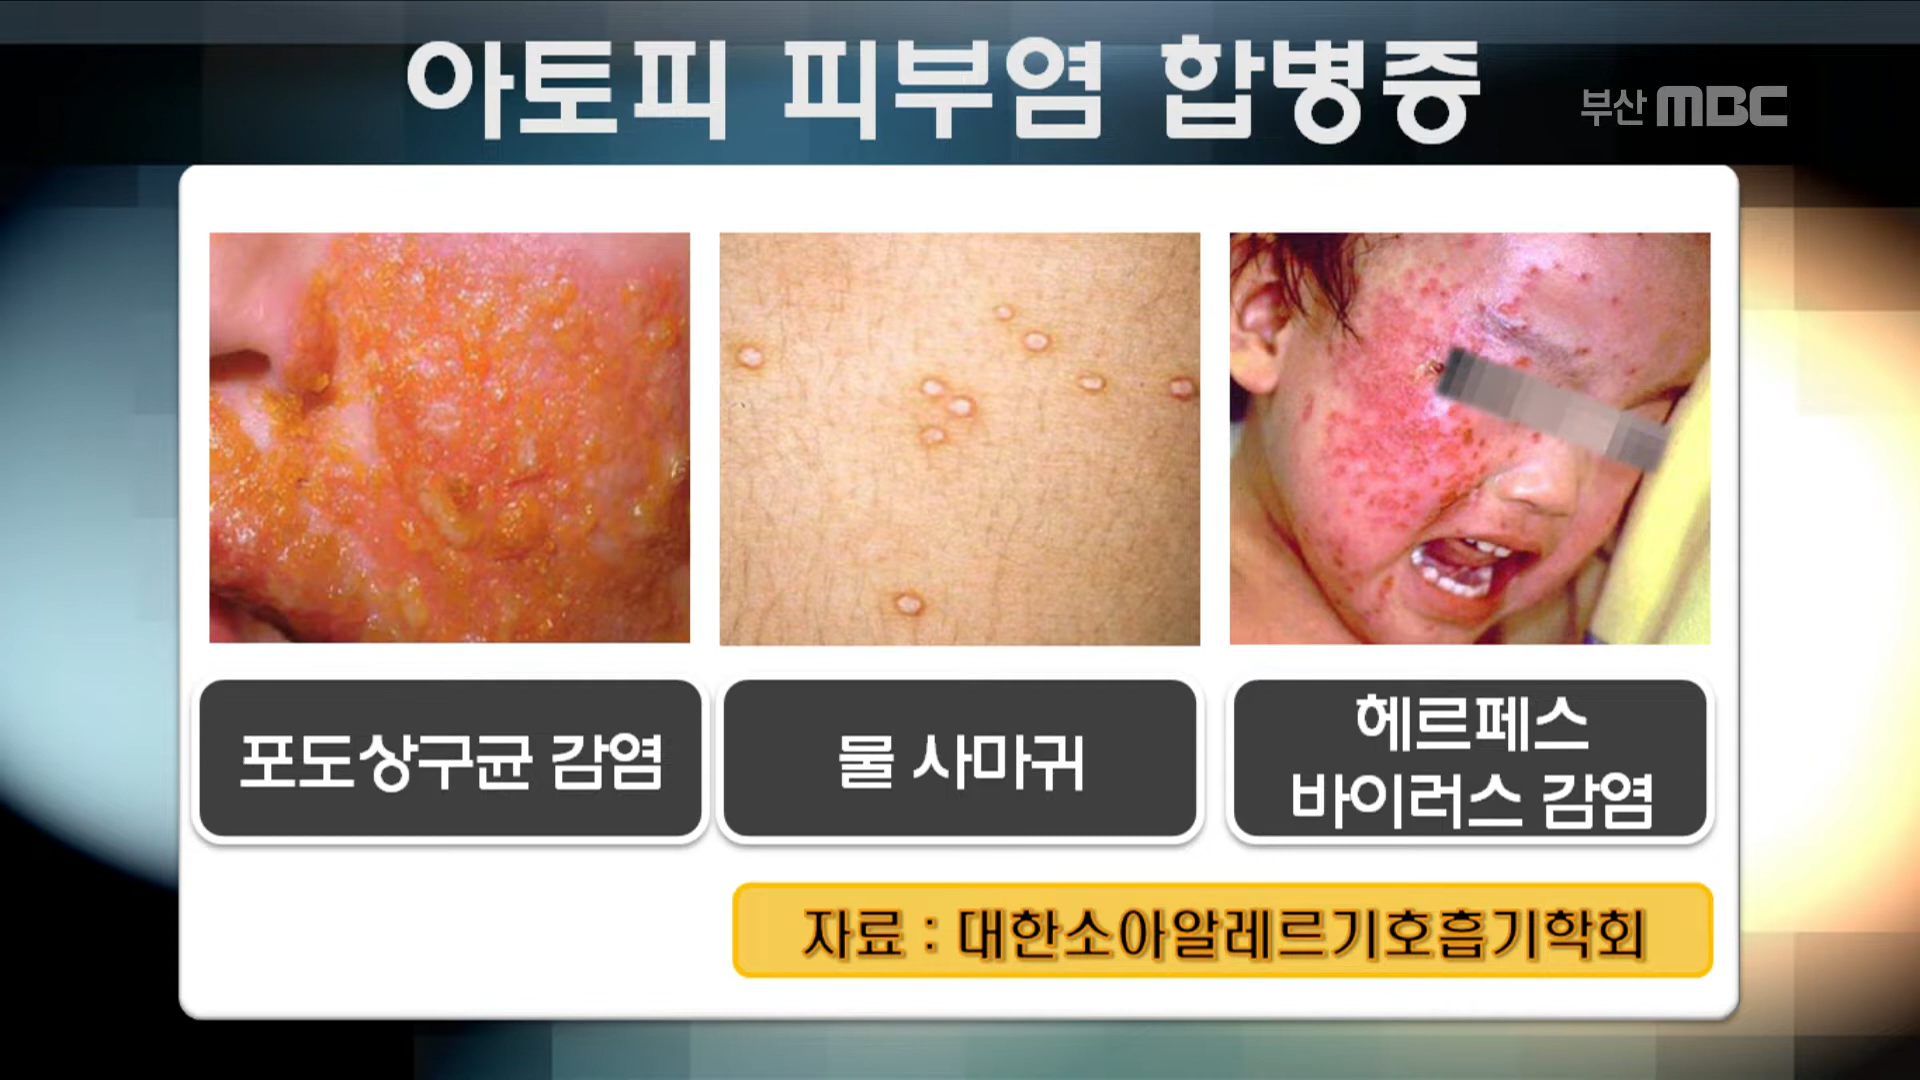 아토피 피부염 합병증
부산 MBC
포도상구균 감염
물 사마귀
헤르페스
바이러스 감염
자료 : 대한소아알레르기호흡기학회